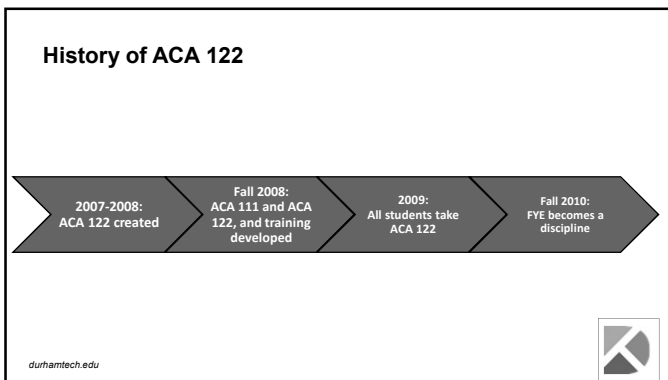 History of ACA 122
2007-2008:
ACA 122 created
Fall 2008:
ACA 111 and ACA
122, and training
developed
2009:
All students take
ACA 122
Fall 2010:
FYE becomes a
discipline
durhamtech.edu